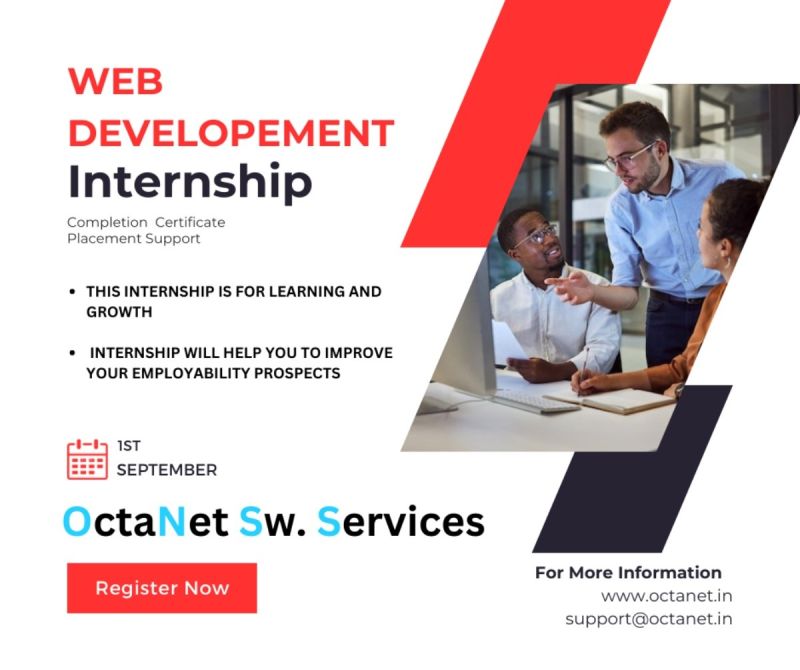 WEB
DEVELOPEMENT
Internship
Completion Certificate
Placement Support
• THIS INTERNSHIP IS FOR LEARNING AND
GROWTH
• INTERNSHIP WILL HELP YOU TO IMPROVE
YOUR EMPLOYABILITY PROSPECTS
1ST
SEPTEMBER
OctaNet Sw. Services
Register Now
For More Information
www.octanet.in
support@octanet.in